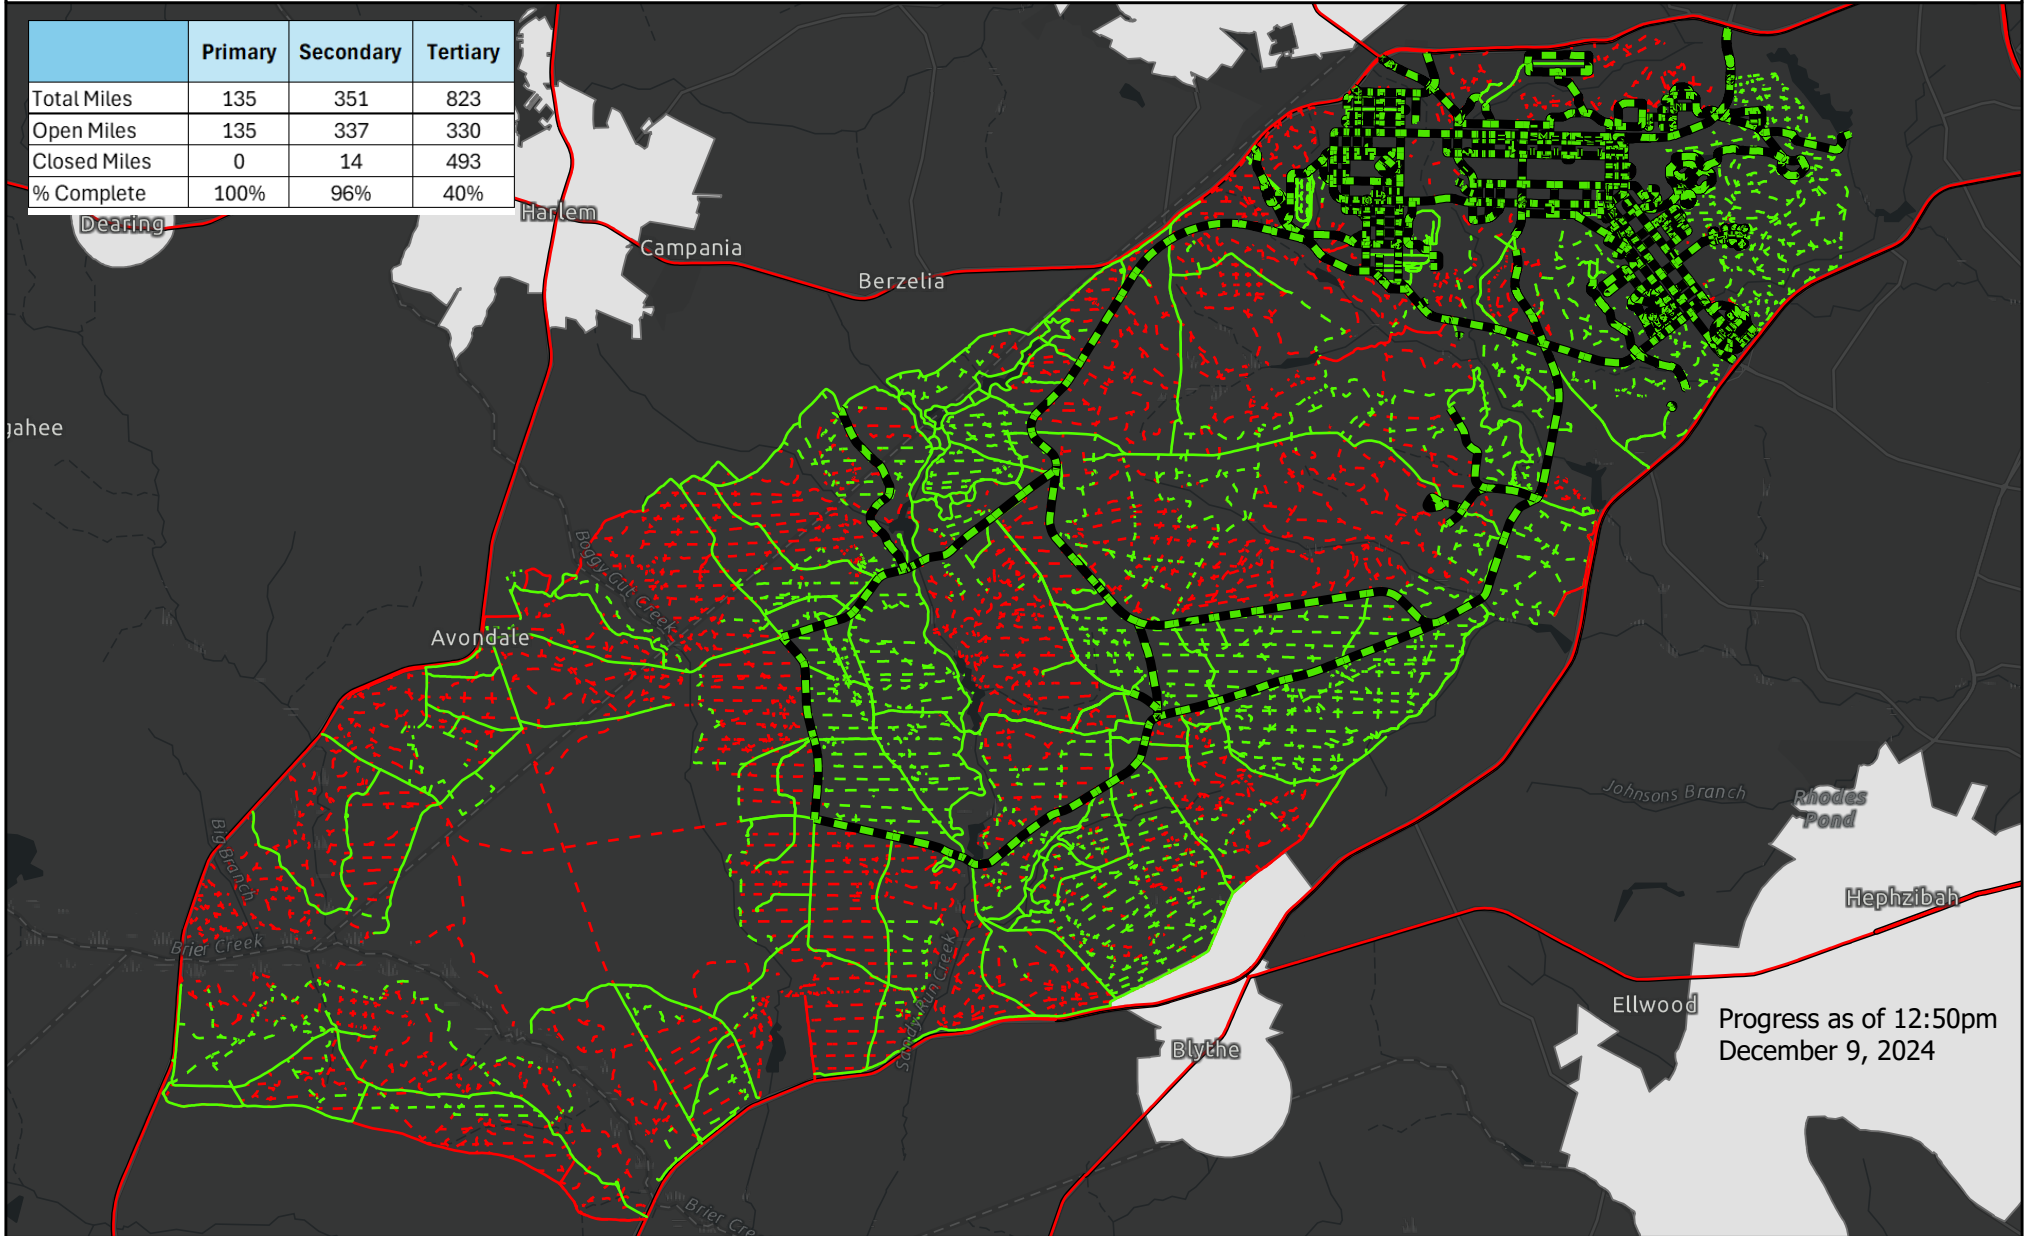 Primary Secondary Tertiary
Total Miles 135 351 823
Open Miles 135 337 330
Closed Miles 0 14 493
% Complete 100% 96% 40%
Dearing
Harlem
Campania
Berzelia
gahee
Boggy Gut Creek
Avondale
Johnsons Branch
Rhodes
Pond
Big Branch
Hephzibah
Brier Creek
Sandy Run Creek
Ellwood
Progress as of 12:50pm
December 9, 2024
Blythe
Brier Cre